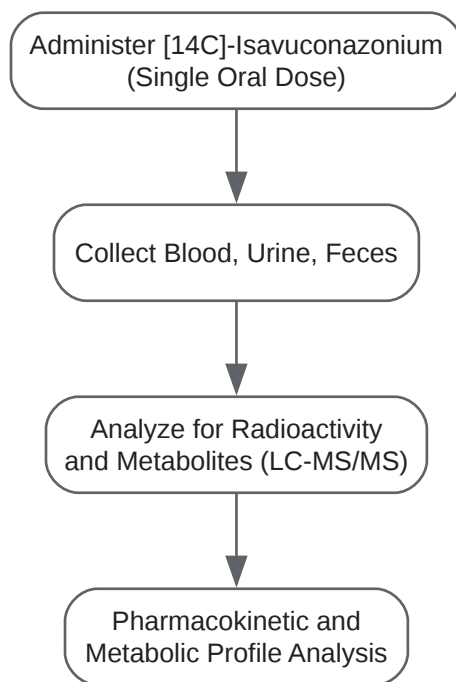 Administer [14C]-Isavuconazonium
(Single Oral Dose)
Collect Blood, Urine, Feces
Analyze for Radioactivity
and Metabolites (LC-MS/MS)
Pharmacokinetic and
Metabolic Profile Analysis